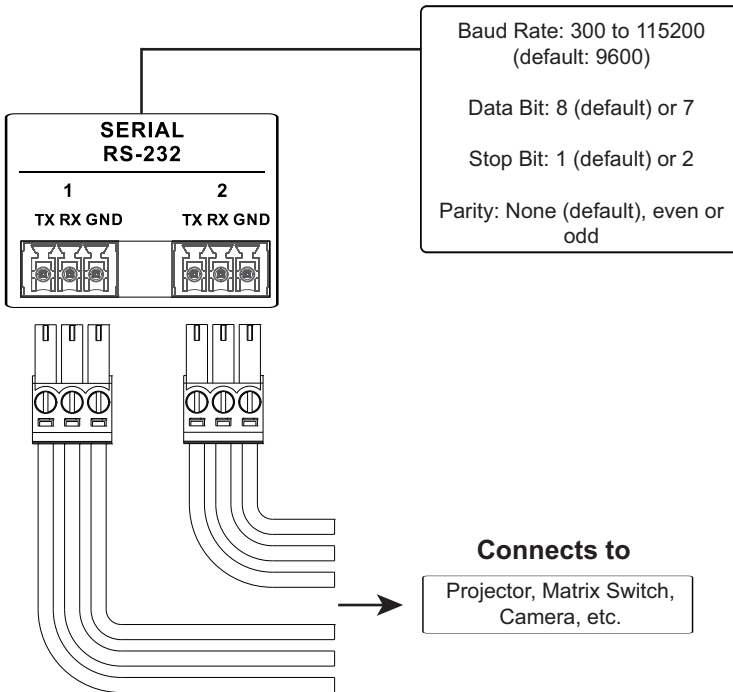 Baud Rate: 300 to 115200
(default: 9600)
Data Bit: 8 (default) or 7
Stop Bit: 1 (default) or 2
Parity: None (default), even or
odd
SERIAL
RS-232
1
2
TX RX GND
TX RX GND
Connects to
Projector, Matrix Switch,
Camera, etc.